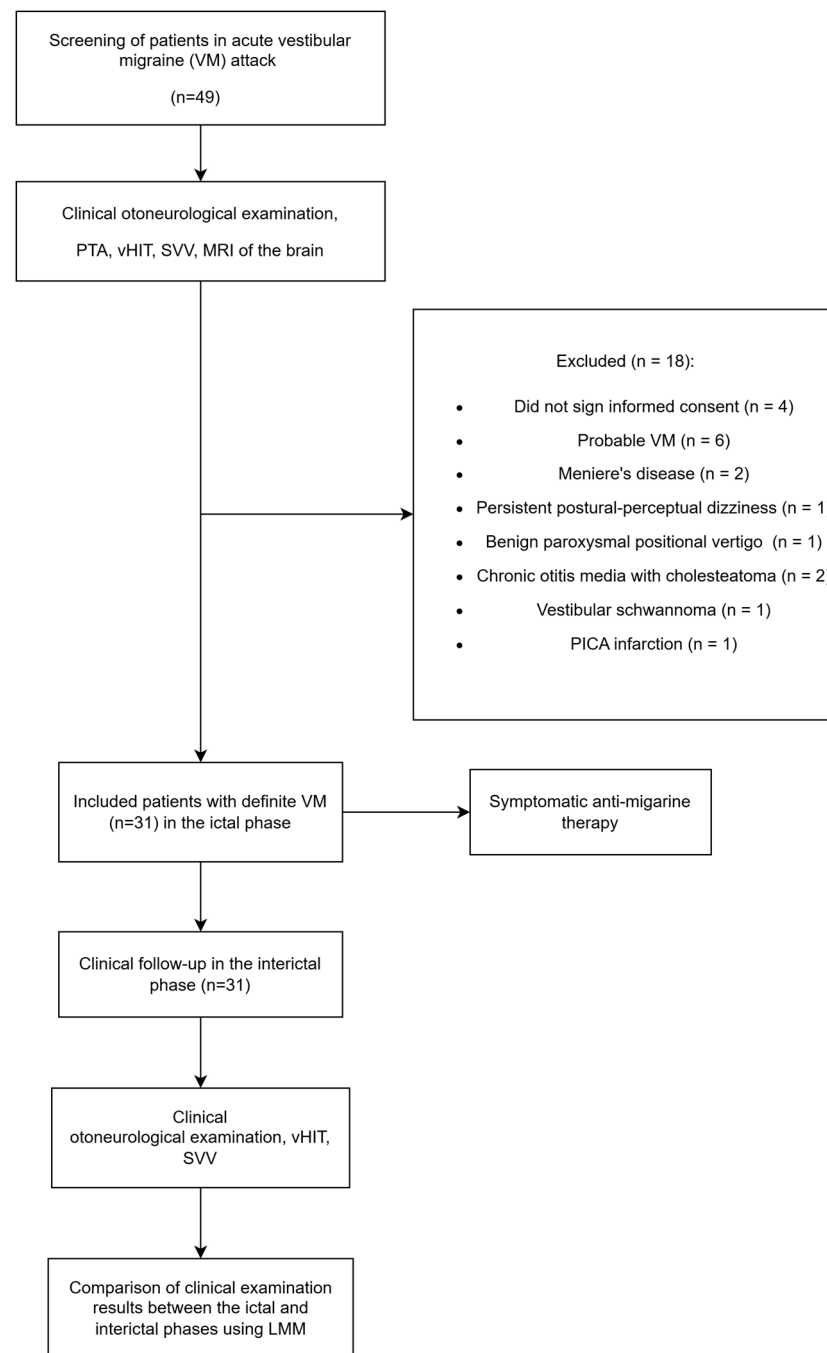 Screening of patients in acute vestibular
migraine (VM) attack
(n=49)
Clinical otoneurological examination,
PTA, vHIT, SVV, MRI of the brain
Excluded (n = 18):
• Did not sign informed consent (n = 4)
• Probable VM (n = 6)
• Meniere's disease (n = 2)
• Persistent postural-perceptual dizziness (n = 1
• Benign paroxysmal positional vertigo (n = 1)
• Chronic otitis media with cholesteatoma (n = 2)
• Vestibular schwannoma (n = 1)
• PICA infarction (n = 1)
Included patients with definite VM
(n=31) in the ictal phase
Symptomatic anti-migarine
therapy
Clinical follow-up in the interictal
phase (n=31)
Clinical
otoneurological examination, vHIT,
SVV
Comparison of clinical examination
results between the ictal and
interictal phases using LMM